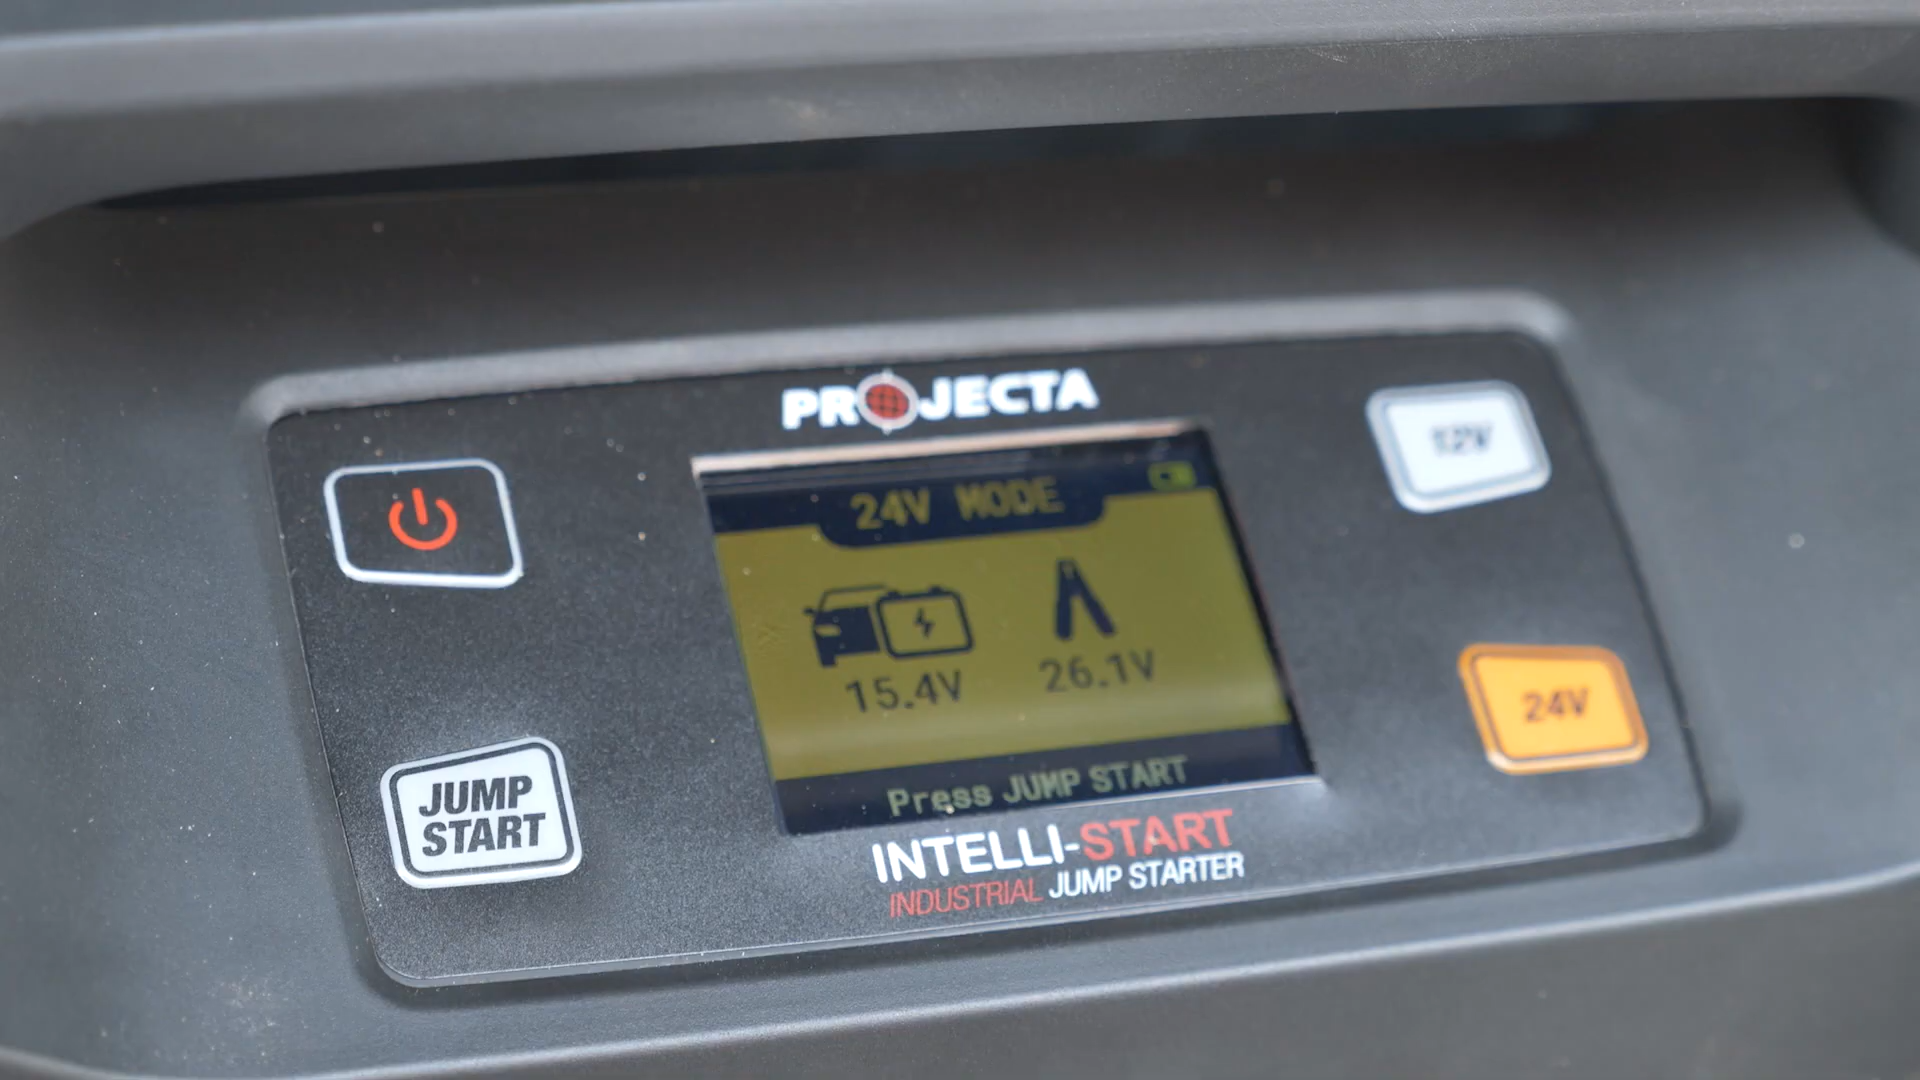 PROJECTA
12V
24V MODE
15.4V 26.1V
24V
JUMP
START
Press JUMP START
INTELLI-START
INDUSTRIAL JUMP STARTER